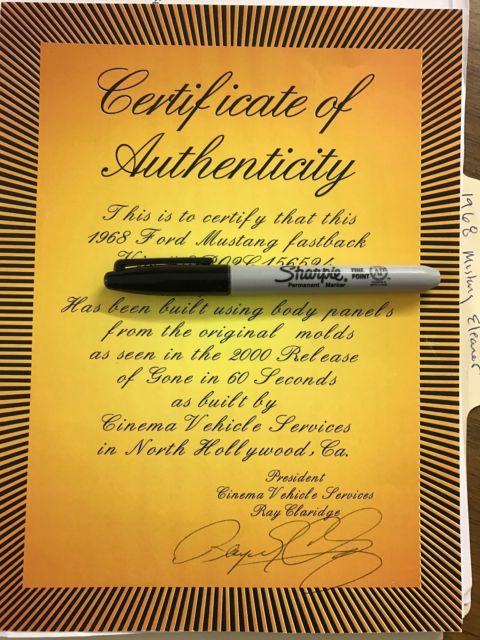 Certificate of
Authenticity
This is to certify that this
1968 Ford Mustang fastback
Sharpie. FINE POINT
Permanent Marker
Has been built using body panels
from the original molds
as seen in the 2000 Release
of Gone in 60 Seconds
as built by
Cinema Vehicle Services
in North Hollywood, Ca.
President
Cinema Vehicle Services
Ray Claridge
1968 Mustang Eleanor